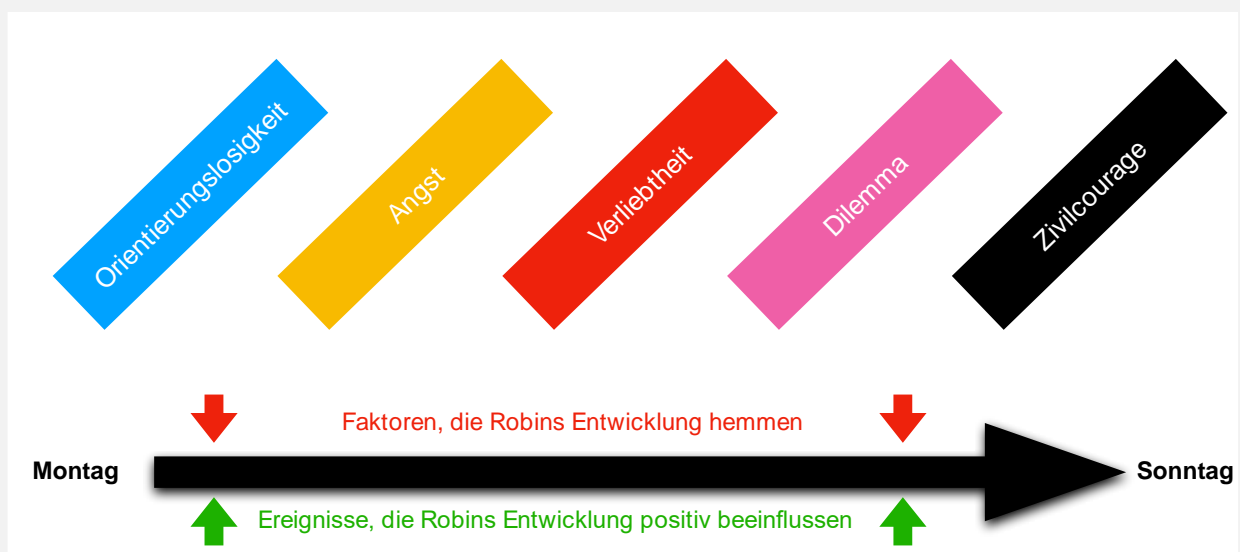 Orientierungslosigkeit
Angst
Verliebtheit
Dilemma
Zivilcourage
Faktoren, die Robins Entwicklung hemmen
Montag
Sonntag
Ereignisse, die Robins Entwicklung positiv beeinflussen